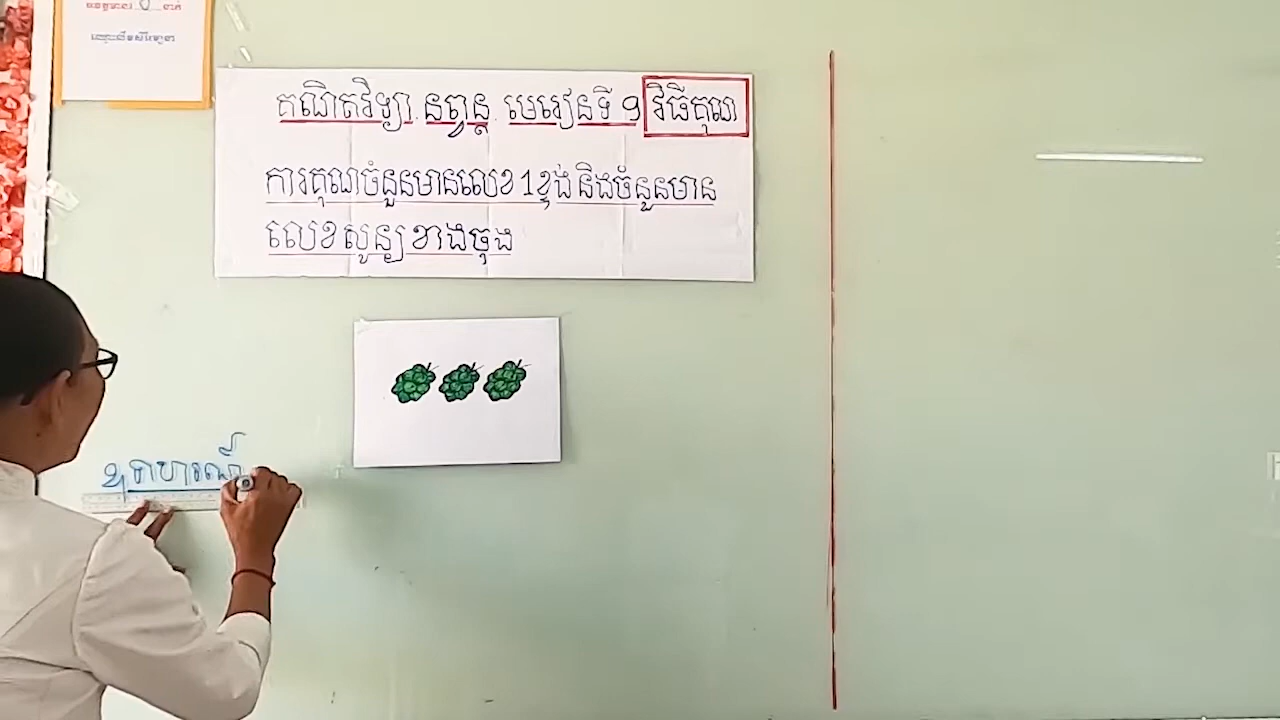 គណិតវិទ្យា នព្វន្ត មេរៀនទី ១ វិធីគុណ
ការគុណចំនួនមានលេខ 1 ខ្ទង់ និងចំនួនមាន
លេខសូន្យ ខាងចុង
ឧទាហរណ៍